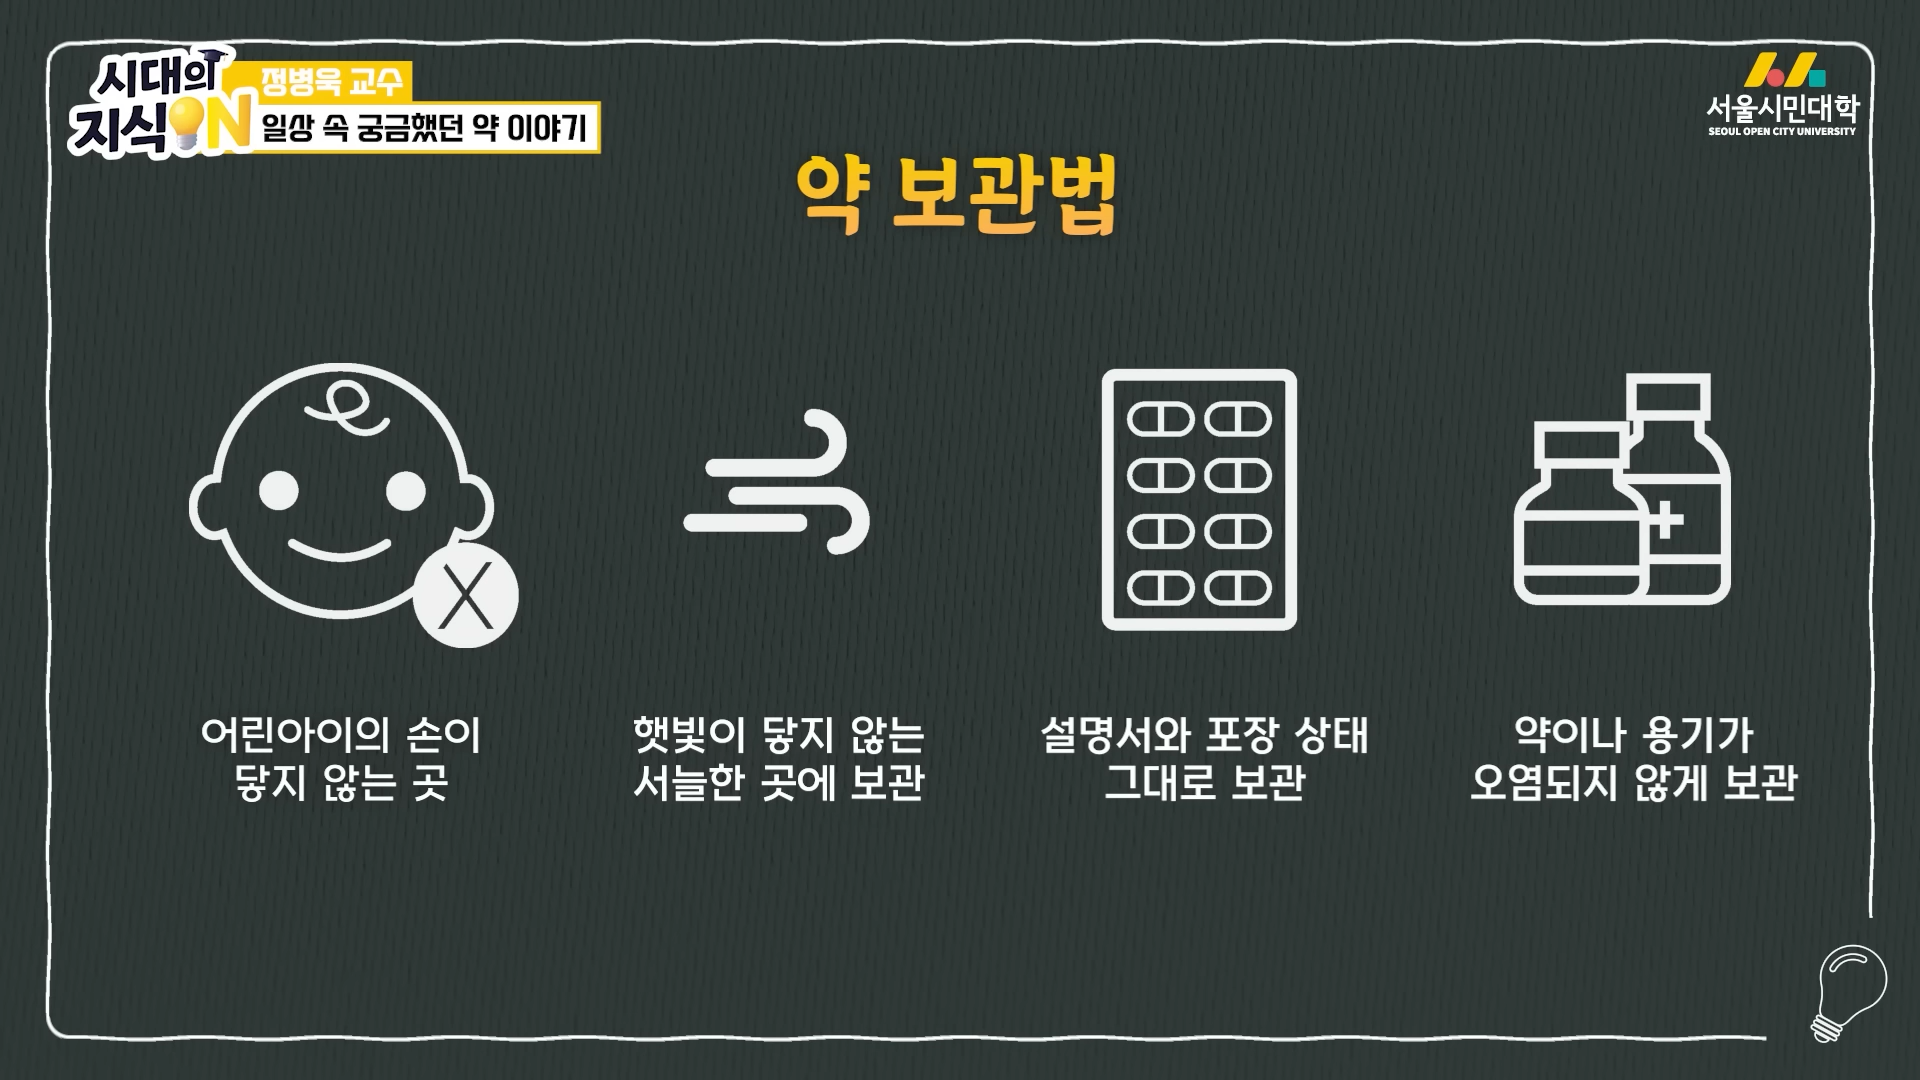 시대의
지식ON
정병욱 교수
일상 속 궁금했던 약 이야기
서울시민대학
SEOUL OPEN CITY UNIVERSITY
약 보관법
X
어린아이의 손이
닿지 않는 곳
햇빛이 닿지 않는
서늘한 곳에 보관
설명서와 포장 상태
그대로 보관
약이나 용기가
오염되지 않게 보관